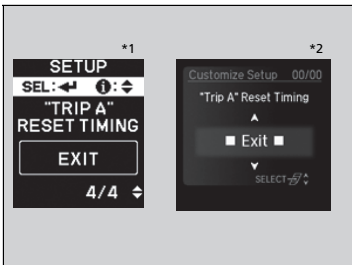 *1
SETUP
SEL:↵ ⓘ:⬍
"TRIP A"
RESET TIMING
EXIT
4/4 ⬍
*2
Customize Setup 00/00
"Trip A" Reset Timing
▲
■ Exit ■
▼
SELECT